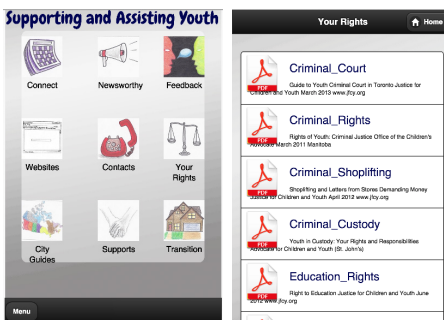 Supporting and Assisting Youth
Connect
Newsworthy
Feedback
Websites
Contacts
Your
Rights
City
Guides
Supports
Transition
Menu
Your Rights
Home
PDF
Criminal_Court
Guide to Youth Criminal Court in Toronto Justice for
Children and Youth March 2013 www.jfcy.org
PDF
Criminal_Rights
Rights of Youth: Criminal Justice Office of the Children's
Advocate March 2011 Manitoba
PDF
Criminal_Shoplifting
Shoplifting and Letters from Stores Demanding Money
Justice for Children and Youth April 2012 www.jfcy.org
PDF
Criminal_Custody
Youth in Custody: Your Rights and Responsibilities
Advocate for Children and Youth (St. John's)
PDF
Education_Rights
Right to Education Justice for Children and Youth June
2012 www.jfcy.org